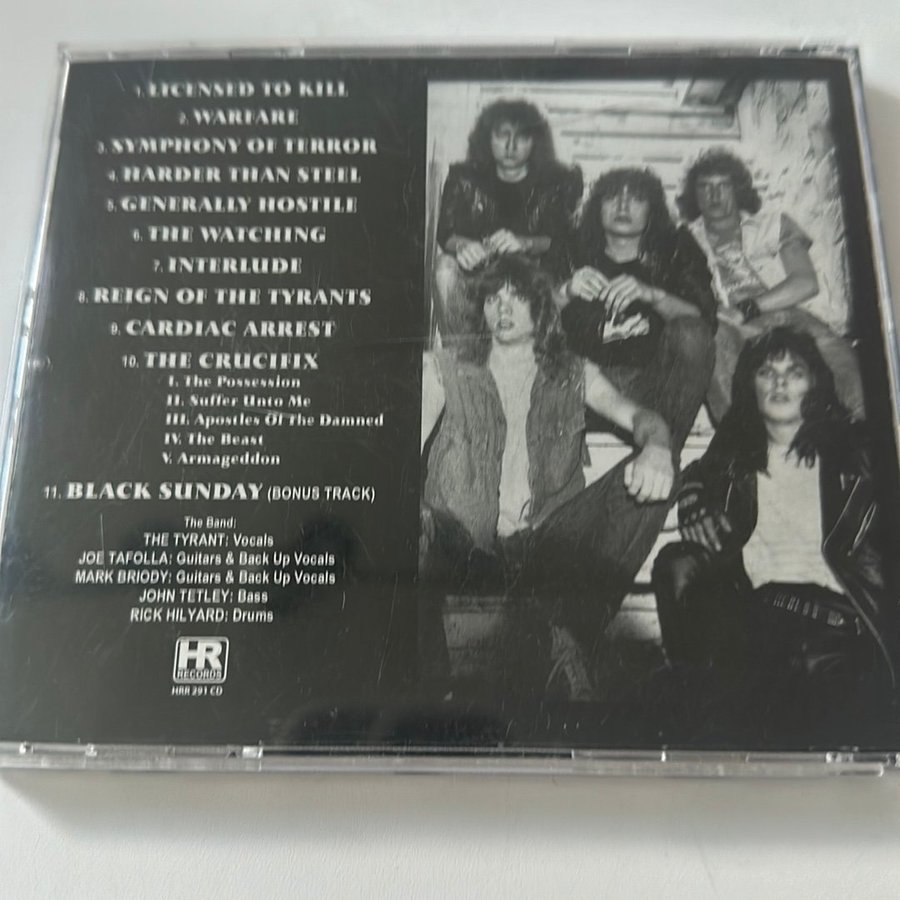 1. LICENSED TO KILL
2. WARFARE
3. SYMPHONY OF TERROR
4. HARDER THAN STEEL
5. GENERALLY HOSTILE
6. THE WATCHING
7. INTERLUDE
8. REIGN OF THE TYRANTS
9. CARDIAC ARREST
10. THE CRUCIFIX
I. The Possession
II. Suffer Unto Me
III. Apostles Of The Damned
IV. The Beast
V. Armageddon
11. BLACK SUNDAY (BONUS TRACK)
The Band:
THE TYRANT: Vocals
JOE TAFOLLA: Guitars & Back Up Vocals
MARK BRIODY: Guitars & Back Up Vocals
JOHN TETLEY: Bass
RICK HILYARD: Drums
HR
RECORDS
HRR 291 CD